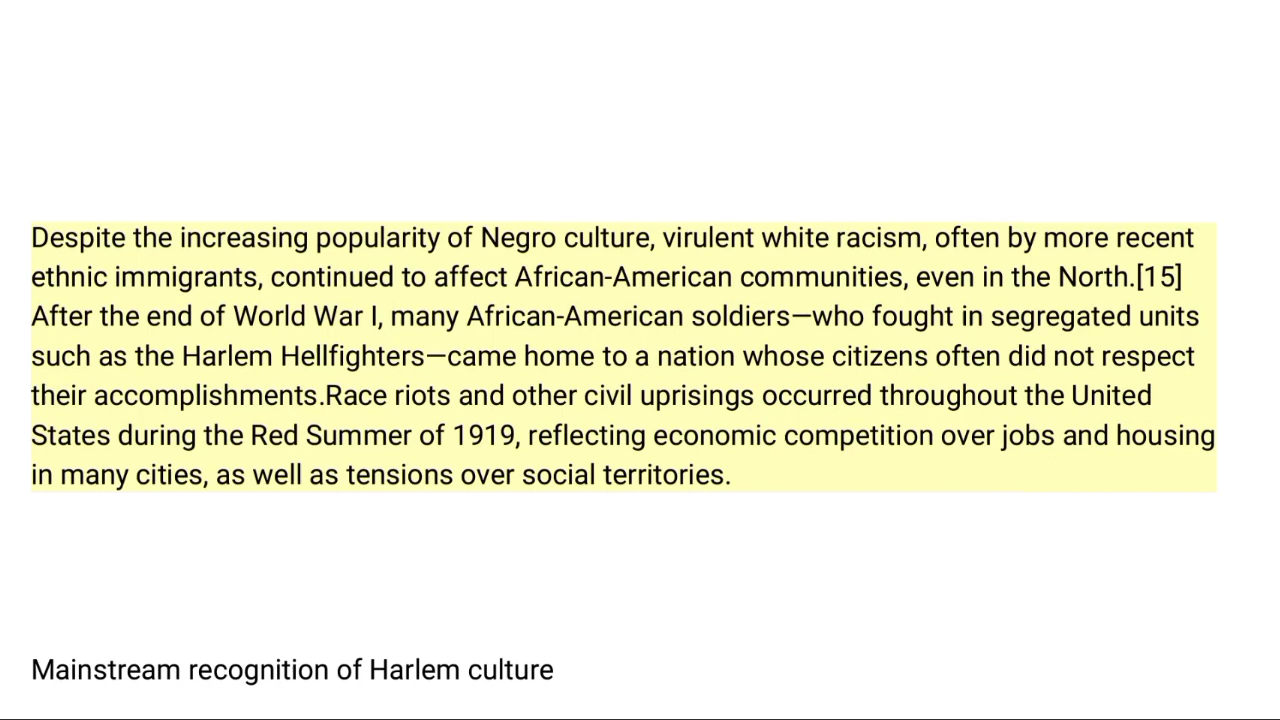 Despite the increasing popularity of Negro culture, virulent white racism, often by more recent
ethnic immigrants, continued to affect African-American communities, even in the North.[15]
After the end of World War I, many African-American soldiers—who fought in segregated units
such as the Harlem Hellfighters—came home to a nation whose citizens often did not respect
their accomplishments.Race riots and other civil uprisings occurred throughout the United
States during the Red Summer of 1919, reflecting economic competition over jobs and housing
in many cities, as well as tensions over social territories.
Mainstream recognition of Harlem culture